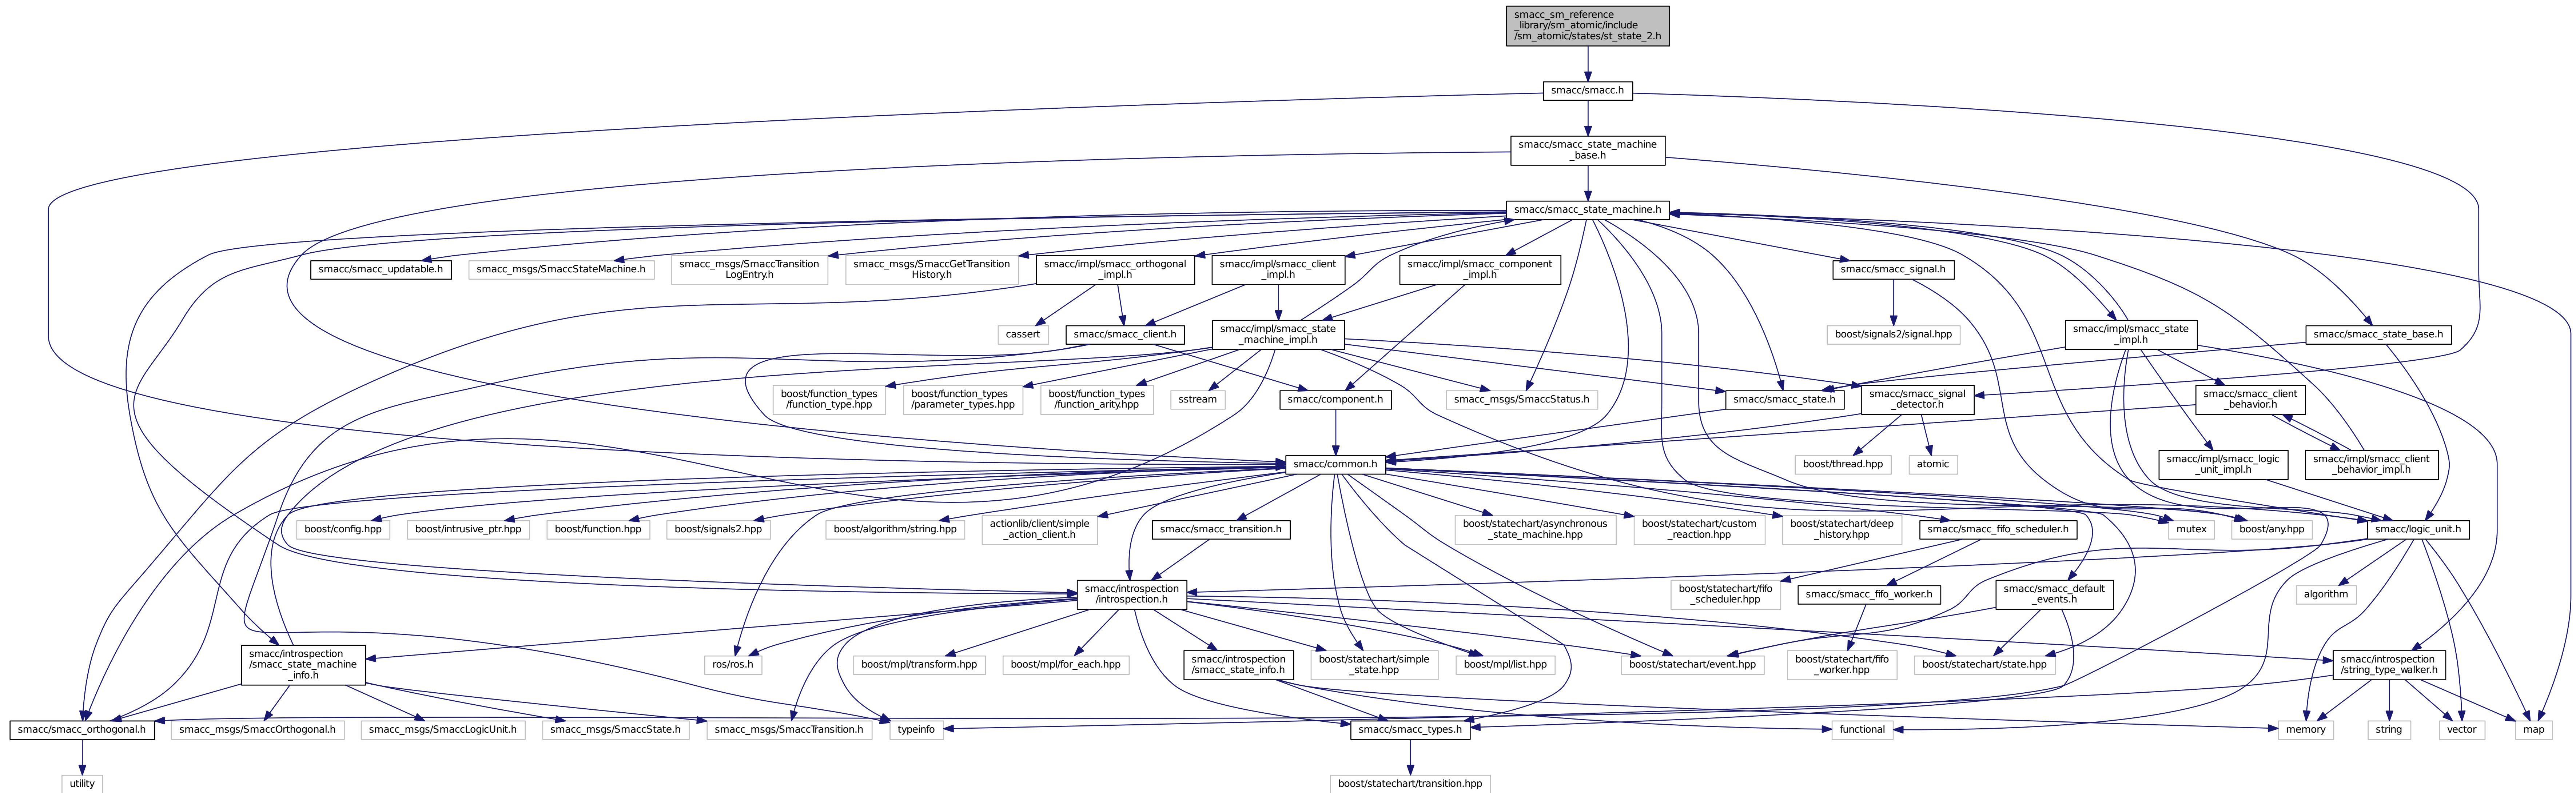 smacc_sm_reference
_library/sm_atomic/include
/sm_atomic/states/st_state_2.h
smacc/smacc.h
smacc/smacc_state_machine
_base.h
smacc/smacc_state_machine.h
smacc/smacc_updatable.h
smacc_msgs/SmaccStateMachine.h
smacc_msgs/SmaccTransition
LogEntry.h
smacc_msgs/SmaccGetTransition
History.h
smacc/impl/smacc_orthogonal
_impl.h
smacc/impl/smacc_client
_impl.h
smacc/impl/smacc_component
_impl.h
smacc/smacc_signal.h
cassert
smacc/smacc_client.h
smacc/impl/smacc_state
_machine_impl.h
boost/signals2/signal.hpp
smacc/impl/smacc_state
_impl.h
smacc/smacc_state_base.h
boost/function_types
/function_type.hpp
boost/function_types
/parameter_types.hpp
boost/function_types
/function_arity.hpp
sstream
smacc/component.h
smacc_msgs/SmaccStatus.h
smacc/smacc_state.h
smacc/smacc_signal
_detector.h
smacc/smacc_client
_behavior.h
smacc/common.h
boost/thread.hpp
atomic
smacc/impl/smacc_logic
_unit_impl.h
smacc/impl/smacc_client
_behavior_impl.h
boost/config.hpp
boost/intrusive_ptr.hpp
boost/function.hpp
boost/signals2.hpp
boost/algorithm/string.hpp
actionlib/client/simple
_action_client.h
smacc/smacc_transition.h
boost/statechart/asynchronous
_state_machine.hpp
boost/statechart/custom
_reaction.hpp
boost/statechart/deep
_history.hpp
smacc/smacc_fifo_scheduler.h
mutex
boost/any.hpp
smacc/logic_unit.h
smacc/introspection
/introspection.h
boost/statechart/fifo
_scheduler.hpp
smacc/smacc_fifo_worker.h
smacc/smacc_default
_events.h
algorithm
smacc/introspection
/smacc_state_machine
_info.h
ros/ros.h
boost/mpl/transform.hpp
boost/mpl/for_each.hpp
smacc/introspection
/smacc_state_info.h
boost/statechart/simple
_state.hpp
boost/mpl/list.hpp
boost/statechart/event.hpp
boost/statechart/fifo
_worker.hpp
boost/statechart/state.hpp
smacc/introspection
/string_type_walker.h
smacc/smacc_orthogonal.h
smacc_msgs/SmaccOrthogonal.h
smacc_msgs/SmaccLogicUnit.h
smacc_msgs/SmaccState.h
smacc_msgs/SmaccTransition.h
typeinfo
smacc/smacc_types.h
functional
memory
string
vector
map
utility
boost/statechart/transition.hpp